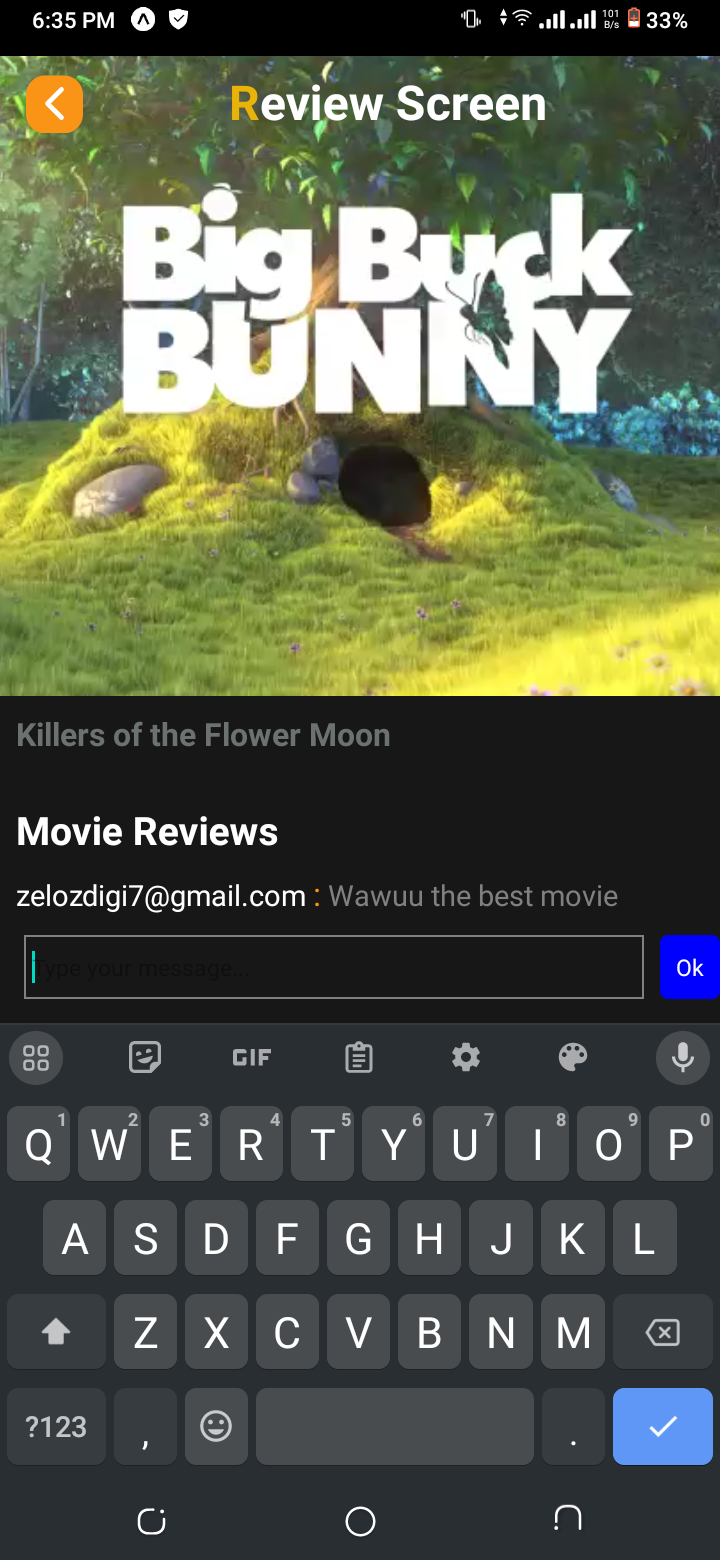 6:35 PM 101 B/s 33%
Review Screen
Big Buck
BUNNY
Killers of the Flower Moon
Movie Reviews
zelozdigi7@gmail.com : Wawuu the best movie
Type your message...
Ok
GIF
1 2 3 4 5 6 7 8 9 0
Q W E R T Y U I O P
A S D F G H J K L
Z X C V B N M
?123 , .